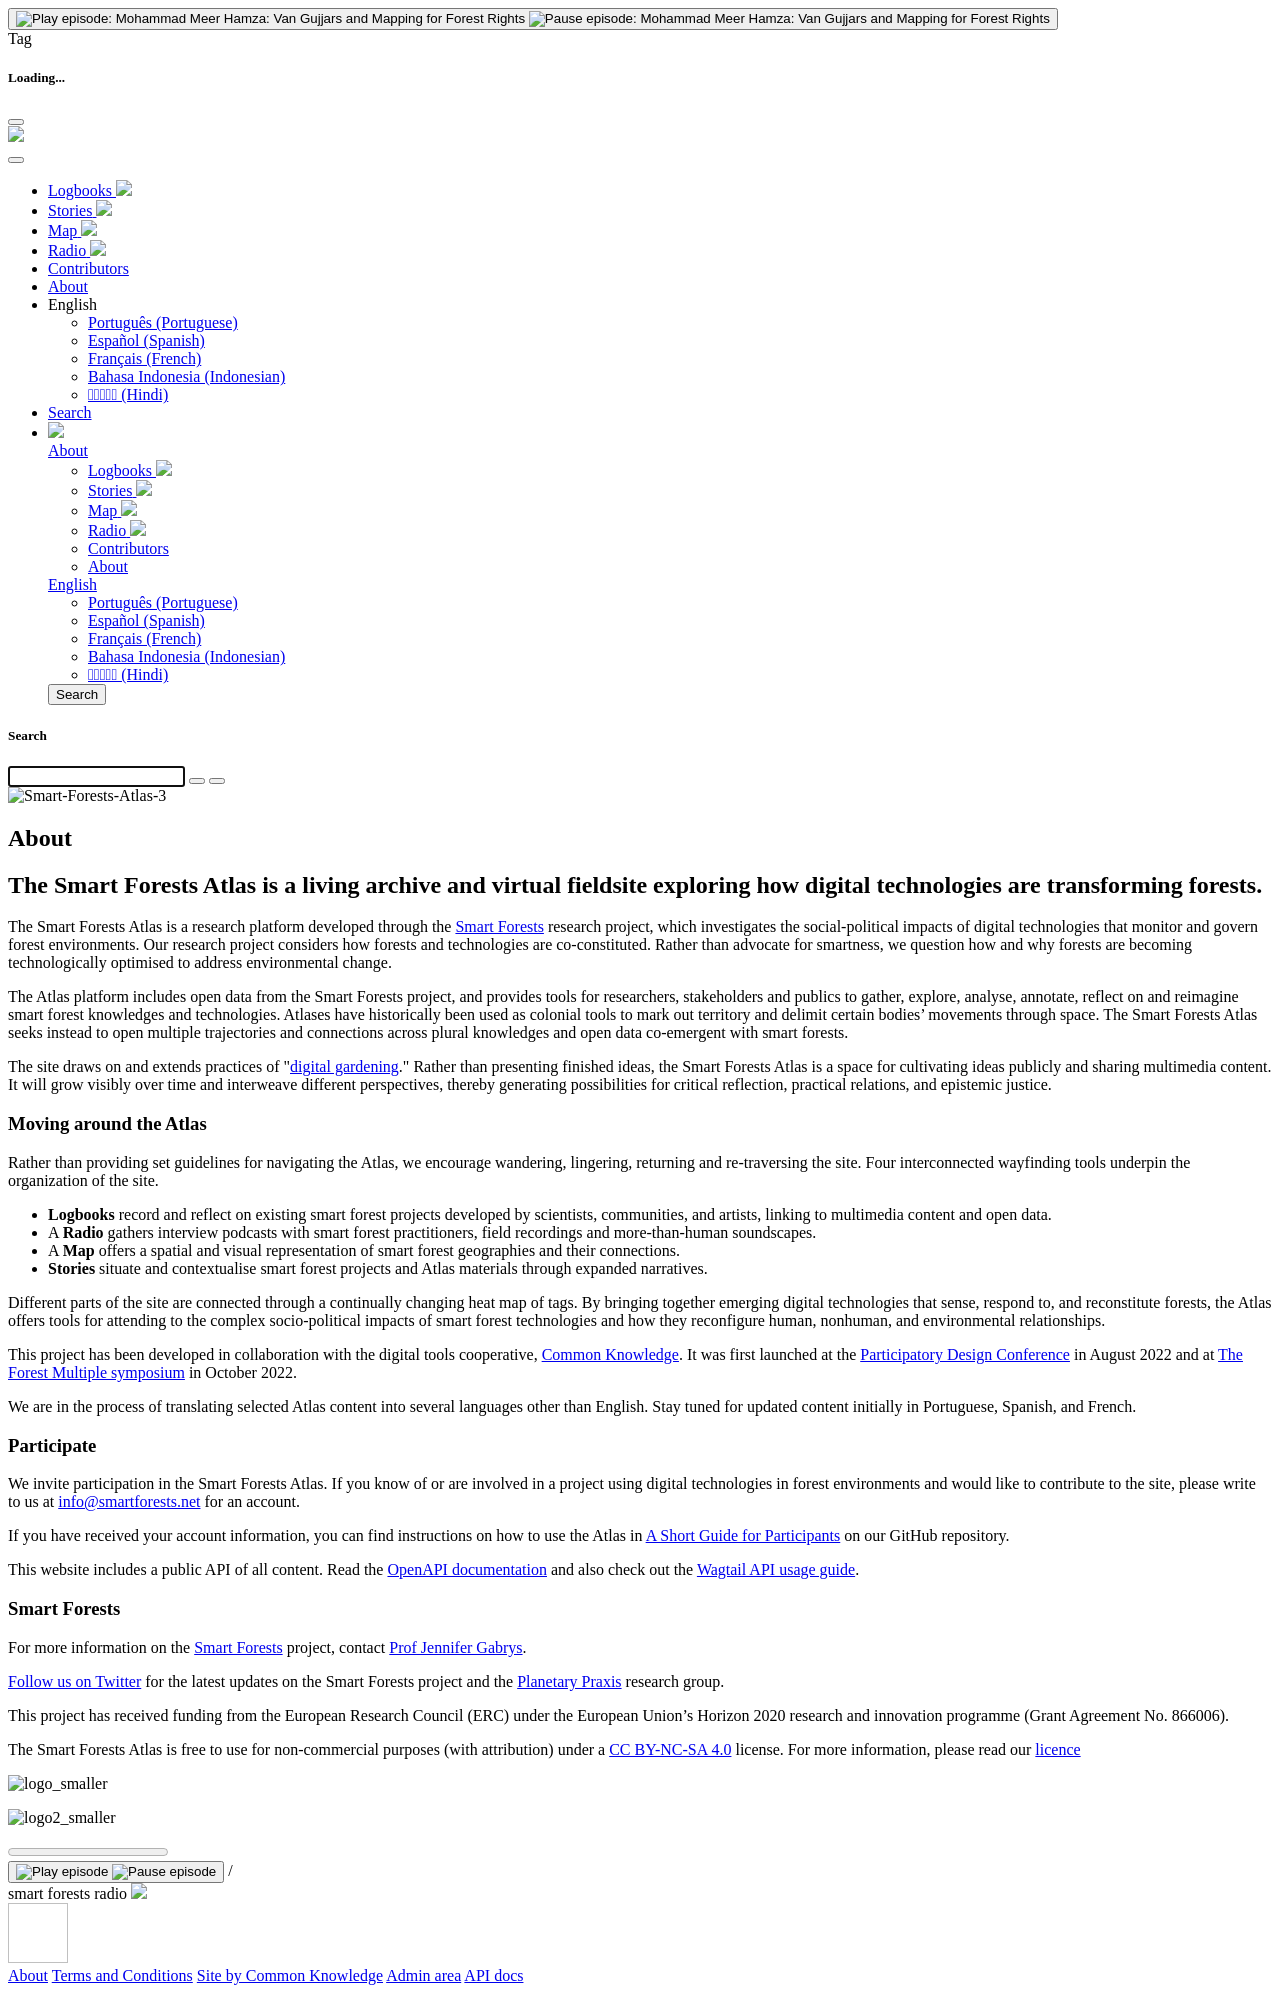 Play episode: Mohammad Meer Hamza: Van Gujjars and Mapping for Forest Rights Pause episode: Mohammad Meer Hamza: Van Gujjars and Mapping for Forest Rights
Tag
Loading...
Logbooks
Stories
Map
Radio
Contributors
About
English
Português (Portuguese)
Español (Spanish)
Français (French)
Bahasa Indonesia (Indonesian)
(Hindi)
Search
About
Logbooks
Stories
Map
Radio
Contributors
About
English
Português (Portuguese)
Español (Spanish)
Français (French)
Bahasa Indonesia (Indonesian)
(Hindi)
Search
Search
Smart-Forests-Atlas-3
About
The Smart Forests Atlas is a living archive and virtual fieldsite exploring how digital technologies are transforming forests.
The Smart Forests Atlas is a research platform developed through the Smart Forests research project, which investigates the social-political impacts of digital technologies that monitor and govern
forest environments. Our research project considers how forests and technologies are co-constituted. Rather than advocate for smartness, we question how and why forests are becoming
technologically optimised to address environmental change.
The Atlas platform includes open data from the Smart Forests project, and provides tools for researchers, stakeholders and publics to gather, explore, analyse, annotate, reflect on and reimagine
smart forest knowledges and technologies. Atlases have historically been used as colonial tools to mark out territory and delimit certain bodies’ movements through space. The Smart Forests Atlas
seeks instead to open multiple trajectories and connections across plural knowledges and open data co-emergent with smart forests.
The site draws on and extends practices of "digital gardening." Rather than presenting finished ideas, the Smart Forests Atlas is a space for cultivating ideas publicly and sharing multimedia content.
It will grow visibly over time and interweave different perspectives, thereby generating possibilities for critical reflection, practical relations, and epistemic justice.
Moving around the Atlas
Rather than providing set guidelines for navigating the Atlas, we encourage wandering, lingering, returning and re-traversing the site. Four interconnected wayfinding tools underpin the
organization of the site.
Logbooks record and reflect on existing smart forest projects developed by scientists, communities, and artists, linking to multimedia content and open data.
A Radio gathers interview podcasts with smart forest practitioners, field recordings and more-than-human soundscapes.
A Map offers a spatial and visual representation of smart forest geographies and their connections.
Stories situate and contextualise smart forest projects and Atlas materials through expanded narratives.
Different parts of the site are connected through a continually changing heat map of tags. By bringing together emerging digital technologies that sense, respond to, and reconstitute forests, the Atlas
offers tools for attending to the complex socio-political impacts of smart forest technologies and how they reconfigure human, nonhuman, and environmental relationships.
This project has been developed in collaboration with the digital tools cooperative, Common Knowledge. It was first launched at the Participatory Design Conference in August 2022 and at The
Forest Multiple symposium in October 2022.
We are in the process of translating selected Atlas content into several languages other than English. Stay tuned for updated content initially in Portuguese, Spanish, and French.
Participate
We invite participation in the Smart Forests Atlas. If you know of or are involved in a project using digital technologies in forest environments and would like to contribute to the site, please write
to us at info@smartforests.net for an account.
If you have received your account information, you can find instructions on how to use the Atlas in A Short Guide for Participants on our GitHub repository.
This website includes a public API of all content. Read the OpenAPI documentation and also check out the Wagtail API usage guide.
Smart Forests
For more information on the Smart Forests project, contact Prof Jennifer Gabrys.
Follow us on Twitter for the latest updates on the Smart Forests project and the Planetary Praxis research group.
This project has received funding from the European Research Council (ERC) under the European Union’s Horizon 2020 research and innovation programme (Grant Agreement No. 866006).
The Smart Forests Atlas is free to use for non-commercial purposes (with attribution) under a CC BY-NC-SA 4.0 license. For more information, please read our licence
logo_smaller
logo2_smaller
Play episode Pause episode /
smart forests radio
About Terms and Conditions Site by Common Knowledge Admin area API docs